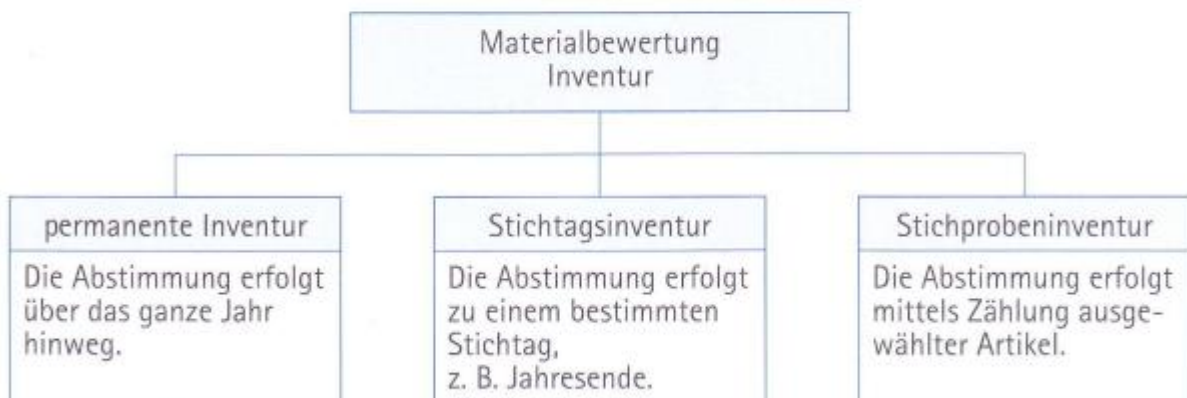 Materialbewertung
Inventur
permanente Inventur
Die Abstimmung erfolgt
über das ganze Jahr
hinweg.
Stichtagsinventur
Die Abstimmung erfolgt
zu einem bestimmten
Stichtag,
z. B. Jahresende.
Stichprobeninventur
Die Abstimmung erfolgt
mittels Zählung ausge-
wählter Artikel.